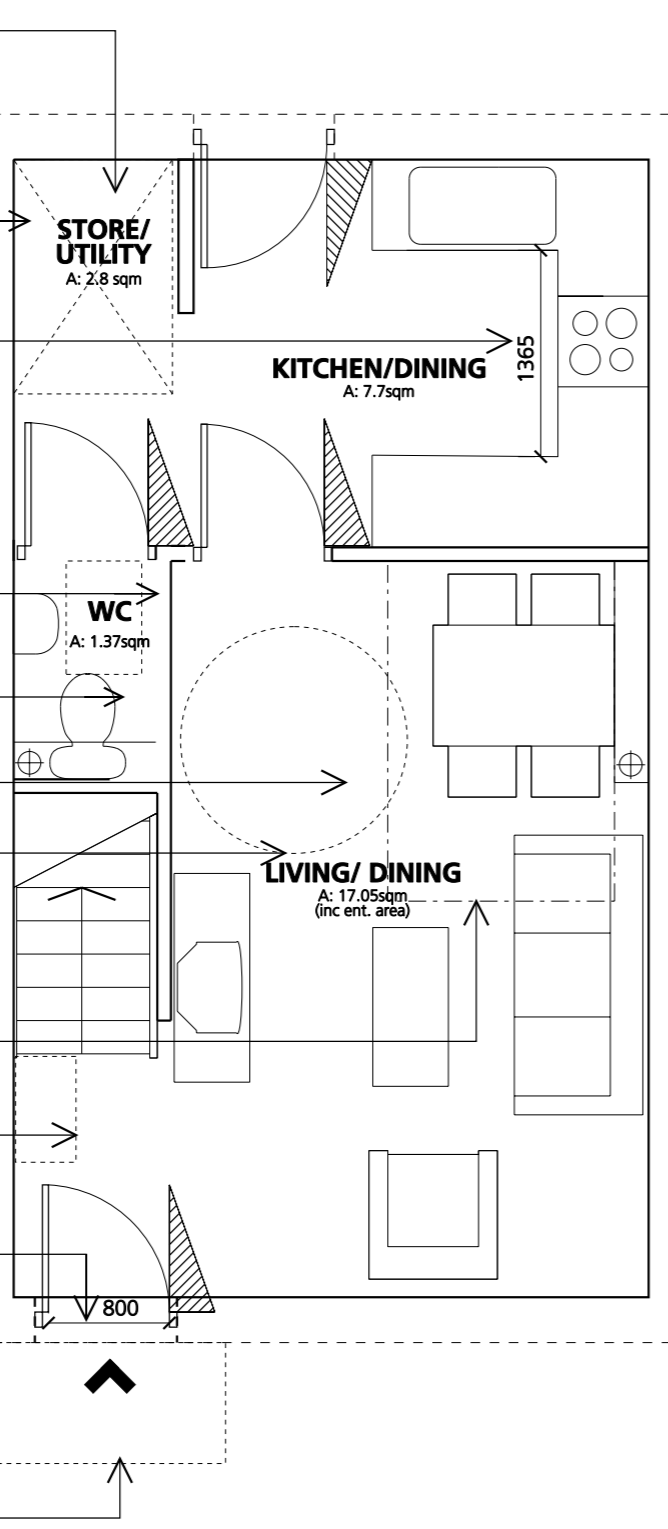 STORE/
UTILITY
A: 2.8 sqm
KITCHEN/DINING
A: 7.7sqm
1365
WC
A: 1.37sqm
LIVING/ DINING
A: 17.05sqm
(inc ent. area)
800